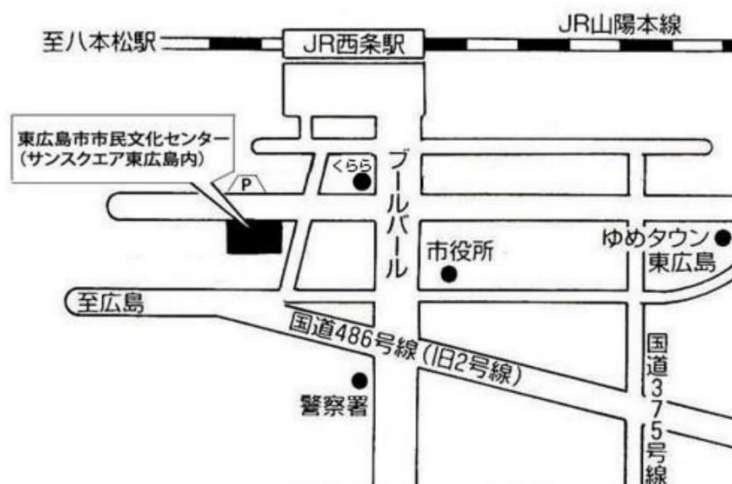 JR山陽本線
至八本松駅
JR西条駅
東広島市市民文化センター
(サンスクエア東広島内)
P
くらら
ブールバール
市役所
ゆめタウン
東広島
至広島
国道486号線(旧2号線)
警察署
国道375号線